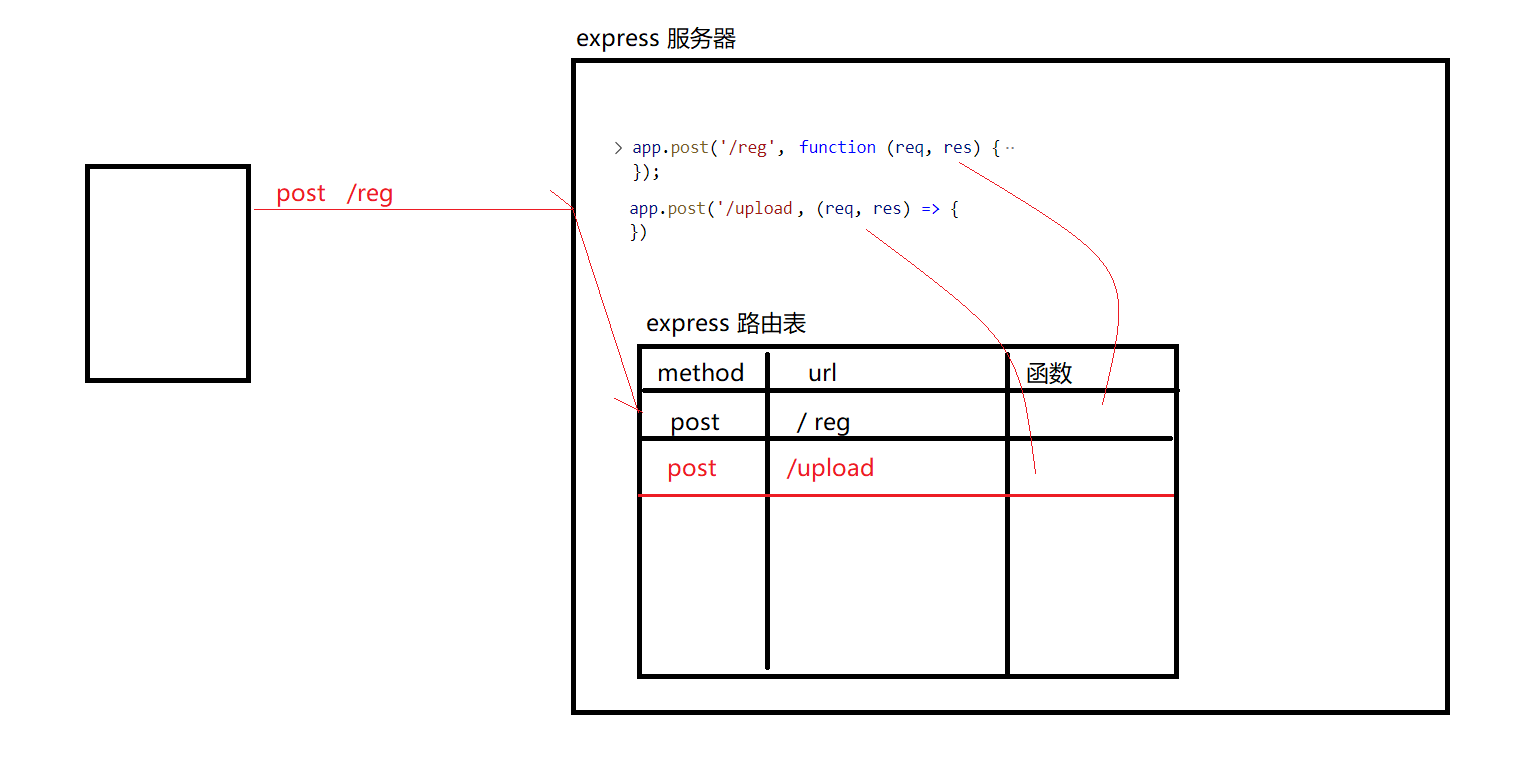 express 服务器
> app.post('/reg', function (req, res) { ··
});
post /reg
app.post('/upload , (req, res) => {
})
express 路由表
method url 函数
post / reg
post /upload